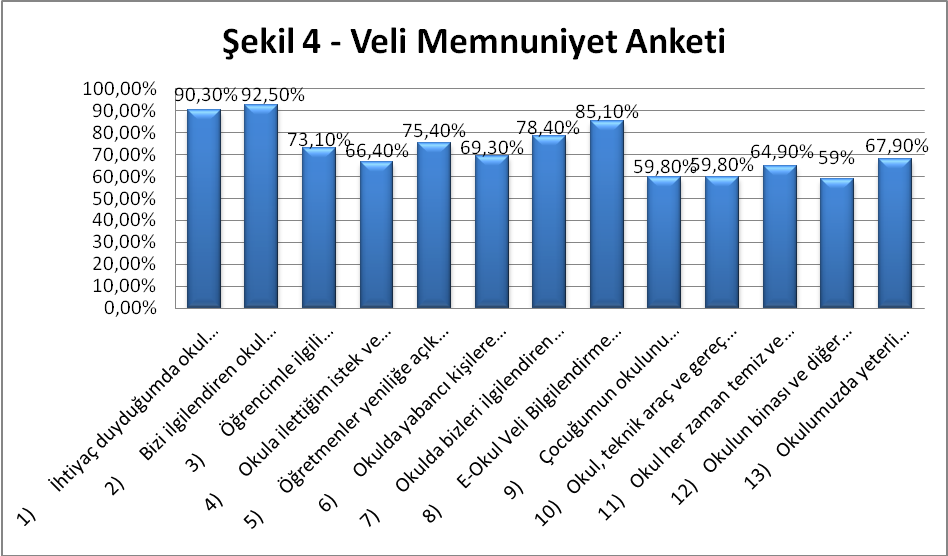 Şekil 4 - Veli Memnuniyet Anketi
100,00%
90,00%
80,00%
70,00%
60,00%
50,00%
40,00%
30,00%
20,00%
10,00%
0,00%
90,30%
92,50%
73,10%
66,40%
75,40%
69,30%
78,40%
85,10%
59,80%
59,80%
64,90%
59%
67,90%
1) İhtiyaç duyduğumda okul...
2) Bizi ilgilendiren okul...
3) Öğrencimle ilgili...
4) Okula ilettiğim istek ve...
5) Öğretmenler yeniliğe açık...
6) Okulda yabancı kişilere...
7) Okulda bizleri ilgilendiren...
8) E-Okul Veli Bilgilendirme...
9) Çocuğumun okulunu...
10) Okul, teknik araç ve gereç...
11) Okul her zaman temiz ve...
12) Okulun binası ve diğer...
13) Okulumuzda yeterli...